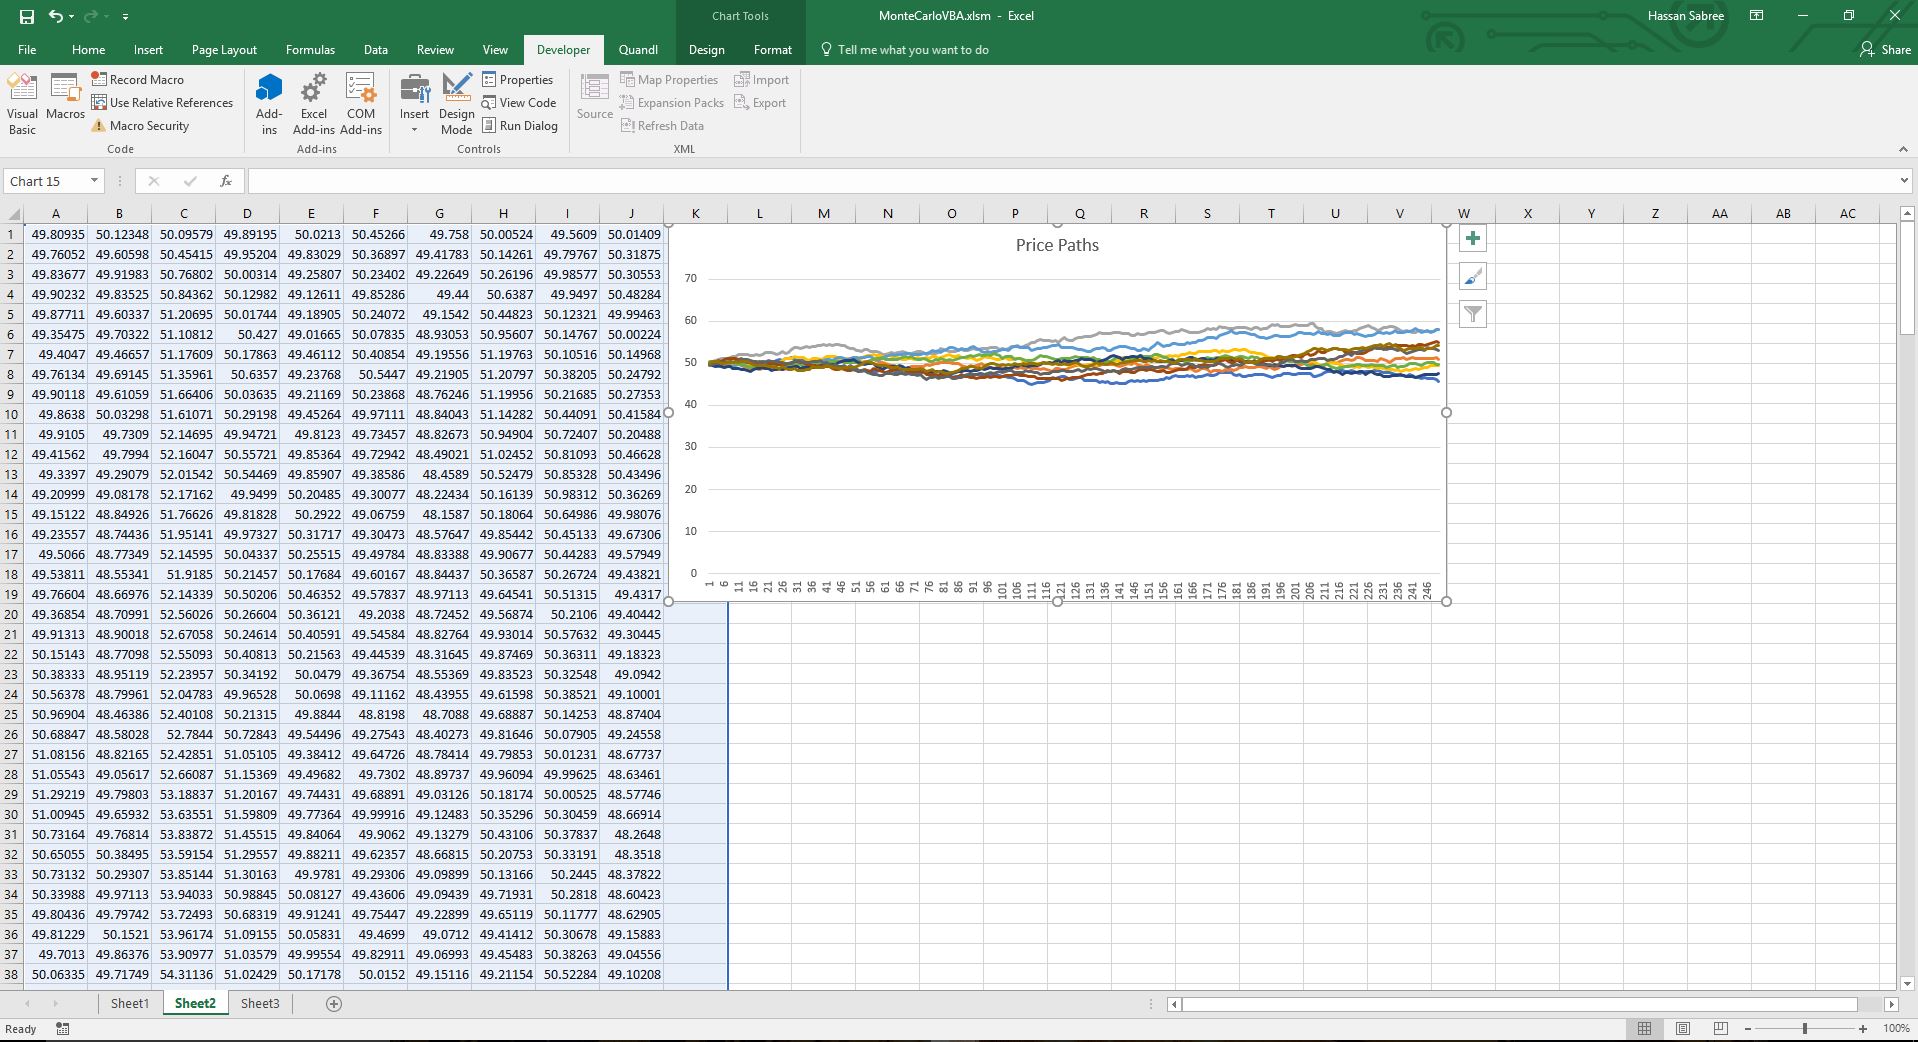 MonteCarloVBA.xlsm - Excel
Chart Tools
Hassan Sabree
File Home Insert Page Layout Formulas Data Review View Developer Quandl Design Format Tell me what you want to do Share
Visual Basic
Macros
Record Macro
Use Relative References
Macro Security
Code
Add-ins
Excel Add-ins
COM Add-ins
Add-ins
Insert
Design Mode
Properties
View Code
Run Dialog
Controls
Source
Map Properties
Expansion Packs
Refresh Data
Import
Export
XML
Chart 15
fx
A B C D E F G H I J K L M N O P Q R S T U V W X Y Z AA AB AC
1 49.80935 50.12348 50.09579 49.89195 50.0213 50.45266 49.758 50.00524 49.5609 50.01409
2 49.76052 49.60598 50.45415 49.95204 49.83029 50.36897 49.41783 50.14261 49.79767 50.31875
3 49.83677 49.91983 50.76802 50.00314 49.25807 50.23402 49.22649 50.26196 49.98577 50.30553
4 49.90232 49.83525 50.84362 50.12982 49.12611 49.85286 49.44 50.6387 49.9497 50.48284
5 49.87711 49.60337 51.20695 50.01744 49.18905 50.24072 49.1542 50.44823 50.12321 49.99463
6 49.35475 49.70322 51.10812 50.427 49.01665 50.07835 48.93053 50.95607 50.14767 50.00224
7 49.4047 49.46657 51.17609 50.17863 49.46112 50.40854 49.19556 51.19763 50.10516 50.14968
8 49.76134 49.69145 51.35961 50.6357 49.23768 50.5447 49.21905 51.20797 50.38205 50.24792
9 49.90118 49.61059 51.66406 50.03635 49.21169 50.23868 48.76246 51.19956 50.21685 50.27353
10 49.8638 50.03298 51.61071 50.29198 49.45264 49.97111 48.84043 51.14282 50.44091 50.41584
11 49.9105 49.7309 52.14695 49.94721 49.8123 49.73457 48.82673 50.94904 50.72407 50.20488
12 49.41562 49.7994 52.16047 50.55721 49.85364 49.72942 48.49021 51.02452 50.81093 50.46628
13 49.3397 49.29079 52.01542 50.54469 49.85907 49.38586 48.4589 50.52479 50.85328 50.43496
14 49.20999 49.08178 52.17162 49.9499 50.20485 49.30077 48.22434 50.16139 50.98312 50.36269
15 49.15122 48.84926 51.76626 49.81828 50.2922 49.06759 48.1587 50.18064 50.64986 49.98076
16 49.23557 48.74436 51.95141 49.97327 50.31717 49.30473 48.57647 49.85442 50.45133 49.67306
17 49.5066 48.77349 52.14595 50.04337 50.25515 49.49784 48.83388 49.90677 50.44283 49.57949
18 49.53811 48.55341 51.9185 50.21457 50.17684 49.60167 48.84437 50.36587 50.26724 49.43821
19 49.76604 48.66976 52.14339 50.50206 50.46352 49.57837 48.97113 49.64541 50.51315 49.4317
20 49.36854 48.70991 52.56026 50.26604 50.36121 49.2038 48.72452 49.56874 50.2106 49.40442
21 49.91313 48.90018 52.67058 50.24614 50.40591 49.54584 48.82764 49.93014 50.57632 49.30445
22 50.15143 48.77098 52.55093 50.40813 50.21563 49.44539 48.31645 49.87469 50.36311 49.18323
23 50.38333 48.95119 52.23957 50.34192 50.0479 49.36754 48.55369 49.83523 50.32548 49.0942
24 50.56378 48.79961 52.04783 49.96528 50.0698 49.11162 48.43955 49.61598 50.38521 49.10001
25 50.96904 48.46386 52.40108 50.21315 49.8844 48.8198 48.7088 49.68887 50.14253 48.87404
26 50.68847 48.58028 52.7844 50.72843 49.54496 49.27543 48.40273 49.81646 50.07905 49.24558
27 51.08156 48.82165 52.42851 51.05105 49.38412 49.64726 48.78414 49.79853 50.01231 48.67737
28 51.05543 49.05617 52.66087 51.15369 49.49682 49.7302 48.89737 49.96094 49.99625 48.63461
29 51.29219 49.79803 53.18837 51.20167 49.74431 49.68891 49.03126 50.18174 50.00525 48.57746
30 51.00945 49.65932 53.63551 51.59809 49.77364 49.99916 49.12483 50.35296 50.30459 48.66914
31 50.73164 49.76814 53.83872 51.45515 49.84064 49.9062 49.13279 50.43106 50.37837 48.2648
32 50.65055 50.38495 53.59154 51.29557 49.88211 49.62357 48.66815 50.20753 50.33191 48.3518
33 50.73132 50.29307 53.85144 51.30163 49.9781 49.29306 49.09899 50.13166 50.2445 48.37822
34 50.33988 49.97113 53.94033 50.98845 50.08127 49.43606 49.09439 49.71931 50.2818 48.60423
35 49.80436 49.79742 53.72493 50.68319 49.91241 49.75447 49.22899 49.65119 50.11777 48.62905
36 49.81229 50.1521 53.96174 51.09155 50.05831 49.4699 49.0712 49.41412 50.30678 49.15883
37 49.7013 49.86376 53.90977 51.03579 49.99554 49.82911 49.06993 49.45483 50.38263 49.04556
38 50.06335 49.71749 54.31136 51.02429 50.17178 50.0152 49.15116 49.21154 50.52284 49.10208
Price Paths
70
60
50
40
30
20
10
0
1 6 11 16 21 26 31 36 41 46 51 56 61 66 71 76 81 86 91 96 101 106 111 116 121 126 131 136 141 146 151 156 161 166 171 176 181 186 191 196 201 206 211 216 221 226 231 236 241 246
Sheet1 Sheet2 Sheet3
Ready
100%